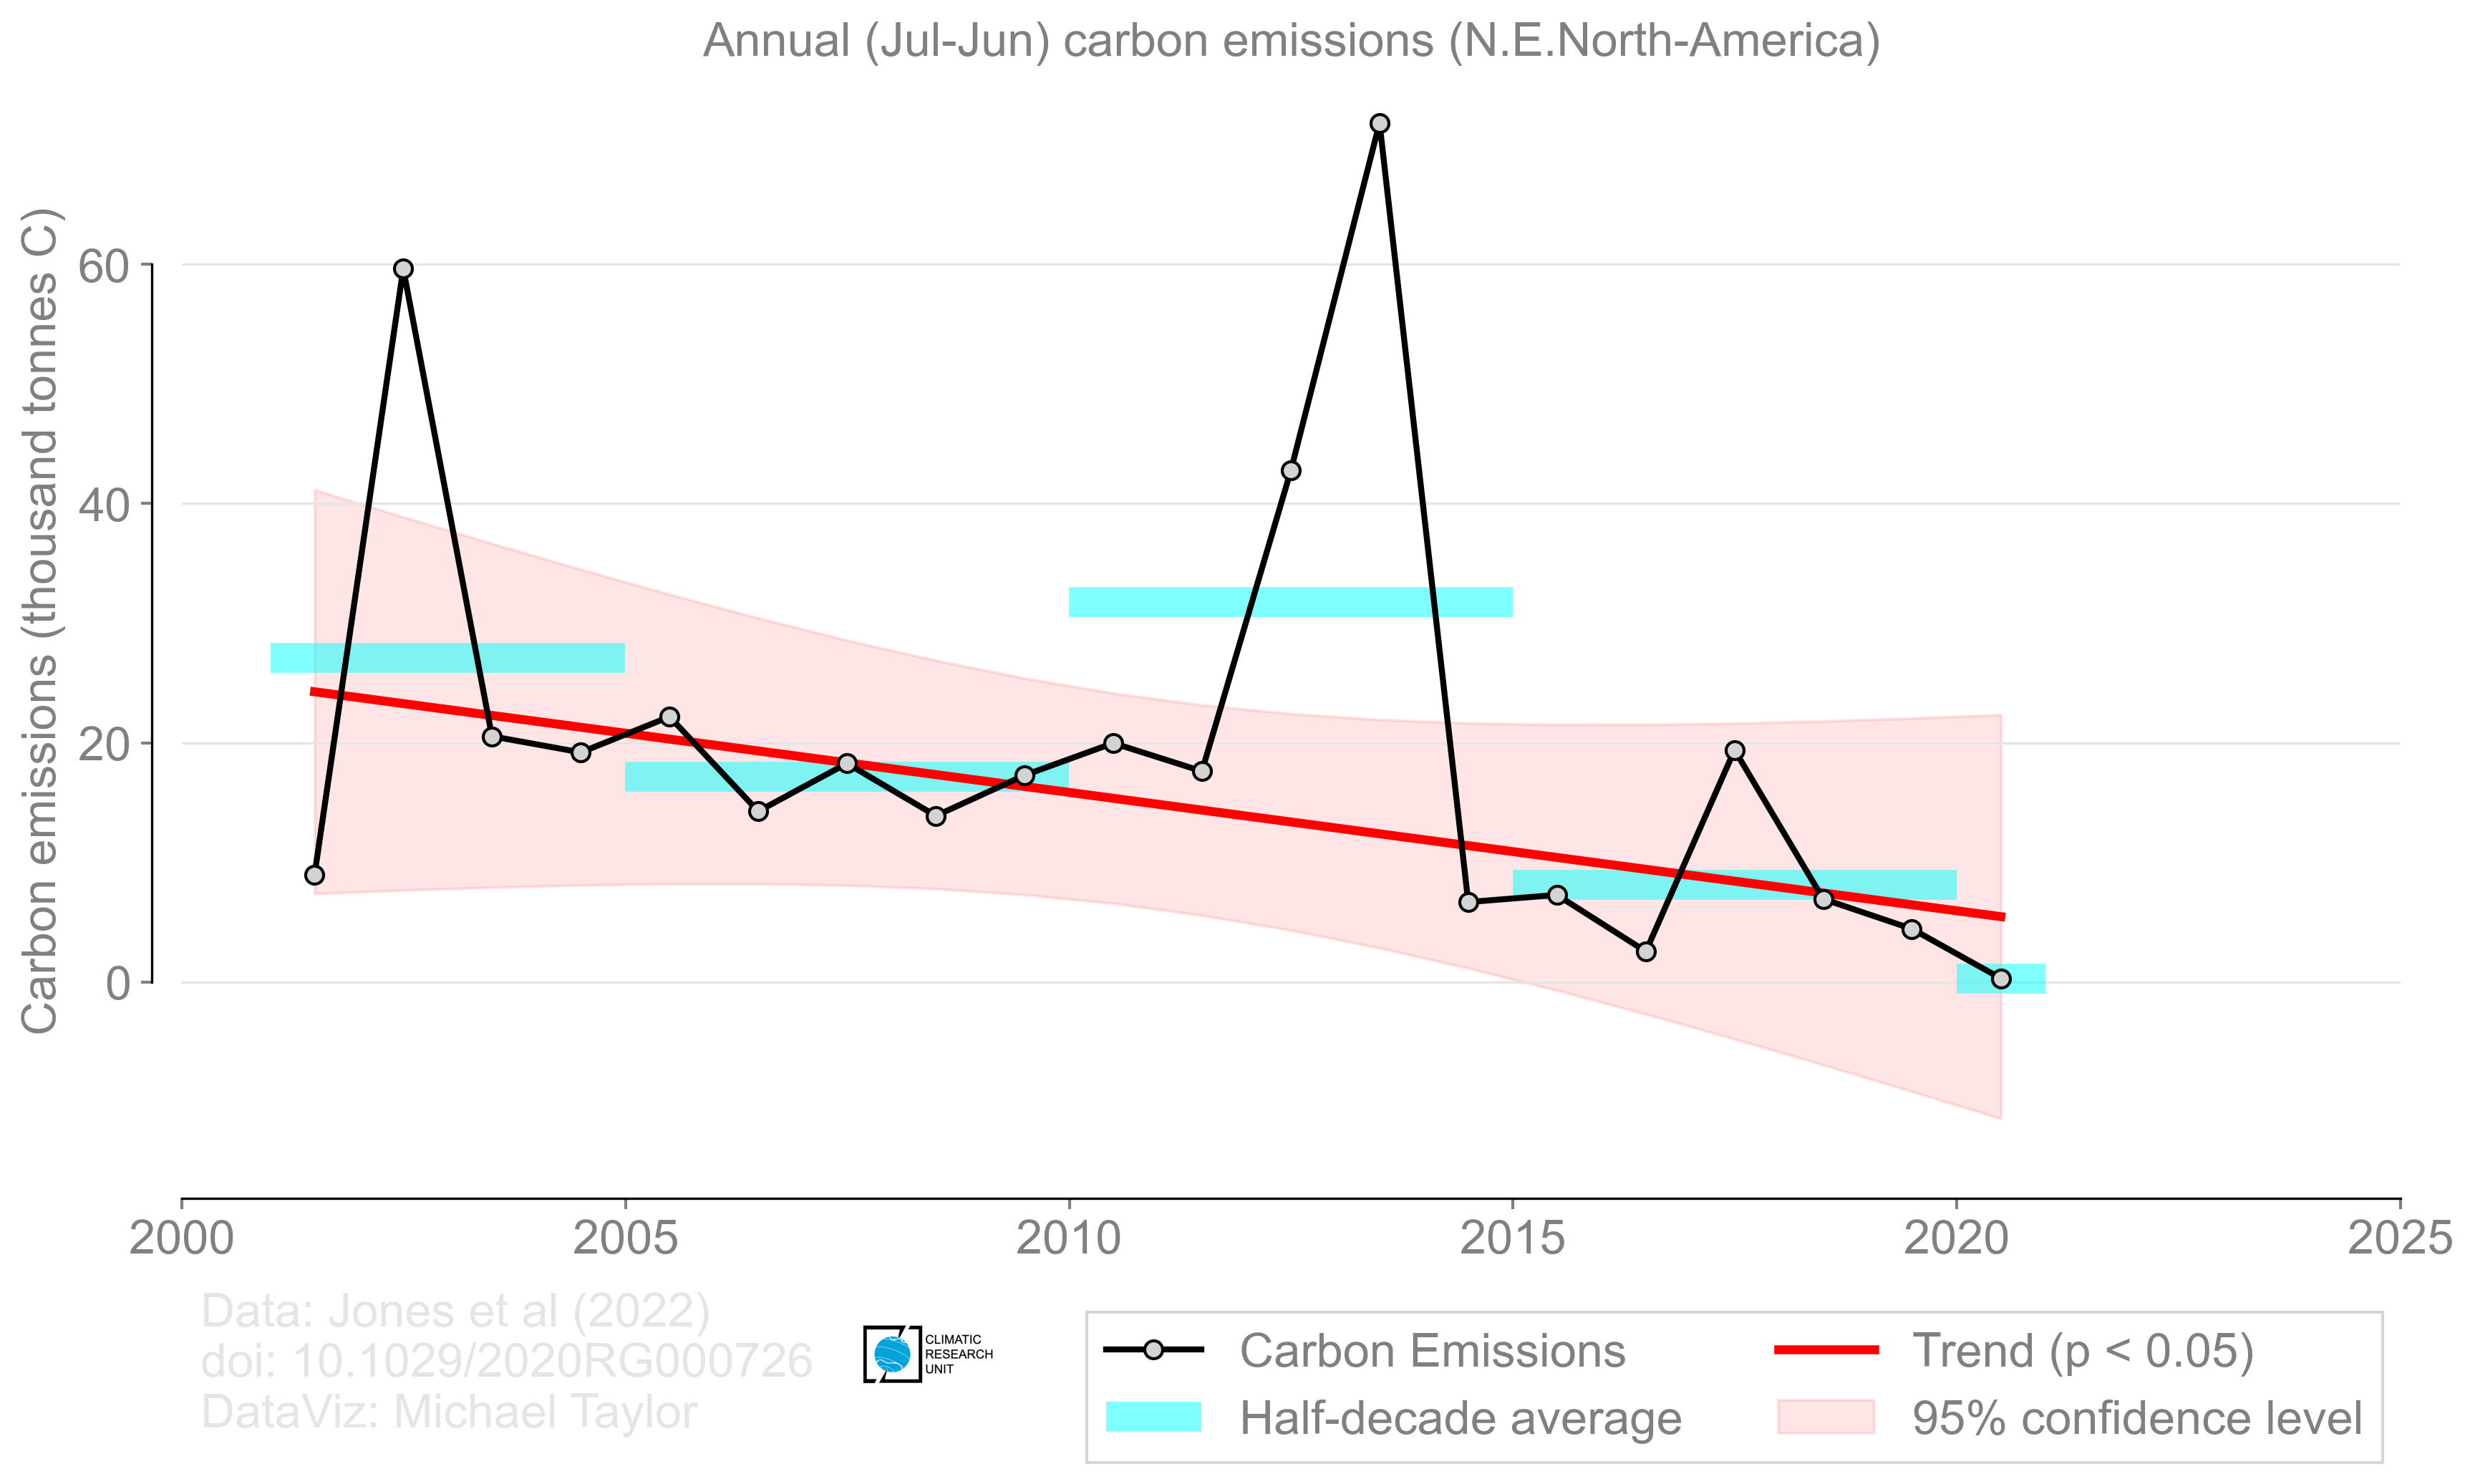 Annual (Jul-Jun) carbon emissions (N.E.North-America)
Carbon emissions (thousand tonnes C)
60
40
20
0
2000 2005 2010 2015 2020 2025
Data: Jones et al (2022)
doi: 10.1029/2020RG000726
DataViz: Michael Taylor
CLIMATIC
RESEARCH
UNIT
Carbon Emissions
Half-decade average
Trend (p < 0.05)
95% confidence level